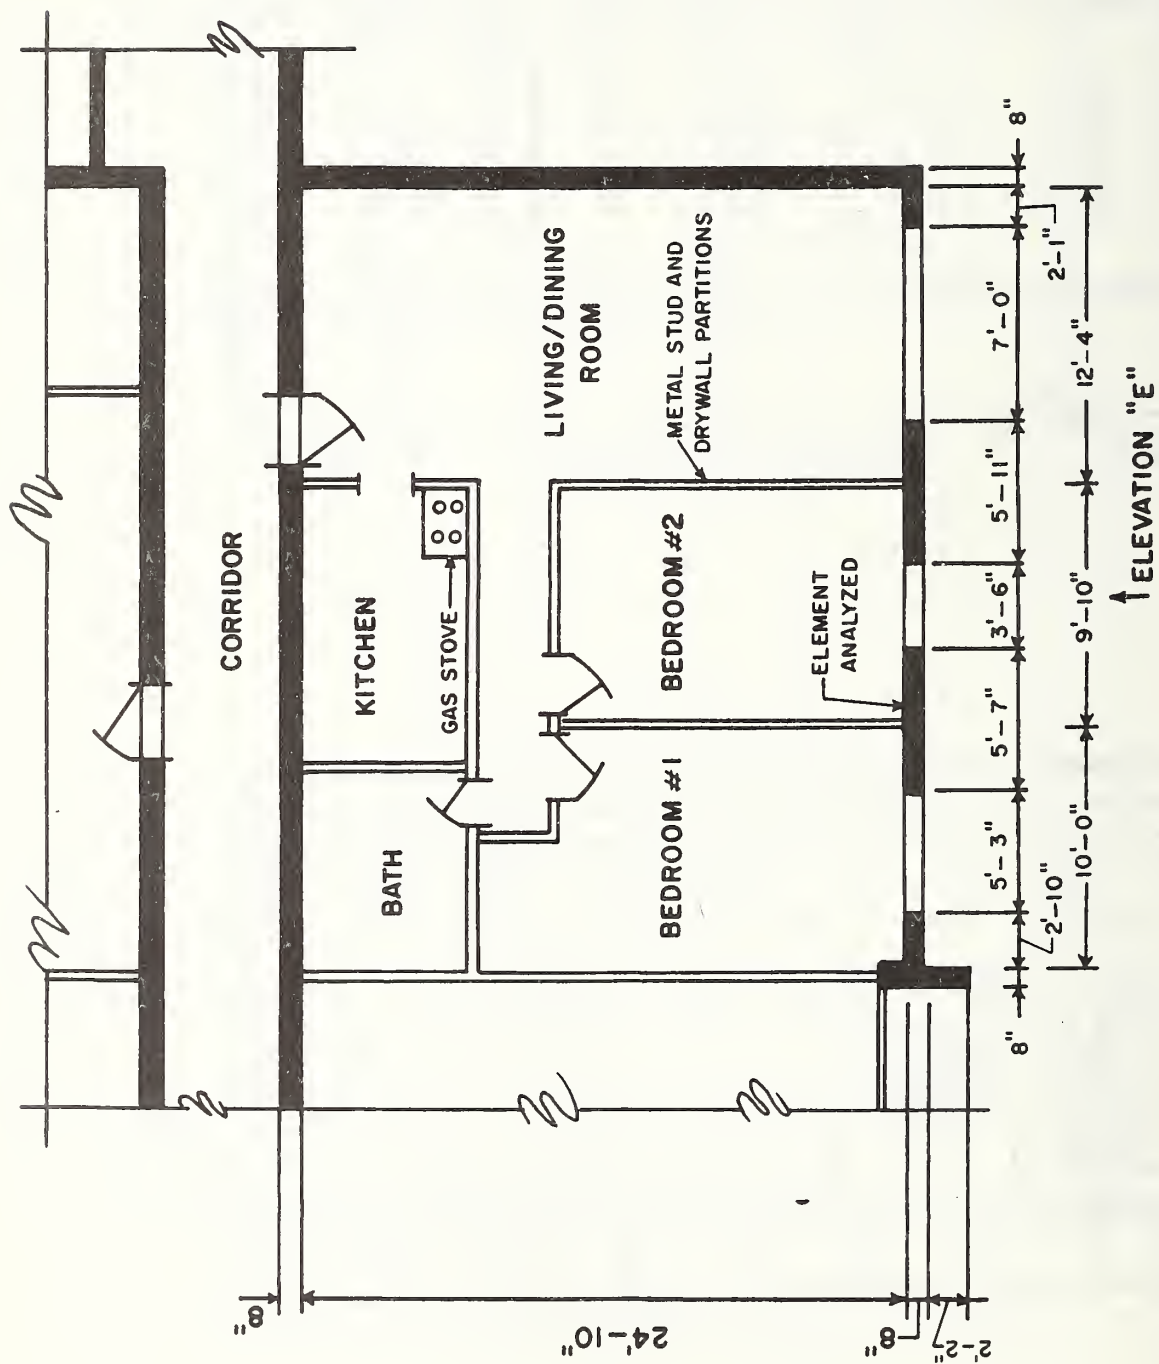 CORRIDOR
KITCHEN
GAS STOVE
BATH
LIVING/DINING
ROOM
METAL STUD AND
DRYWALL PARTITIONS
BEDROOM #2
BEDROOM #1
ELEMENT
ANALYZED
8"
2'-10"
5'-3"
5'-7"
3'-6"
5'-11"
7'-0"
2'-1"
8"
10'-0"
9'-10"
12'-4"
ELEVATION "E"
8"
24'-10"
8"
2'-2"